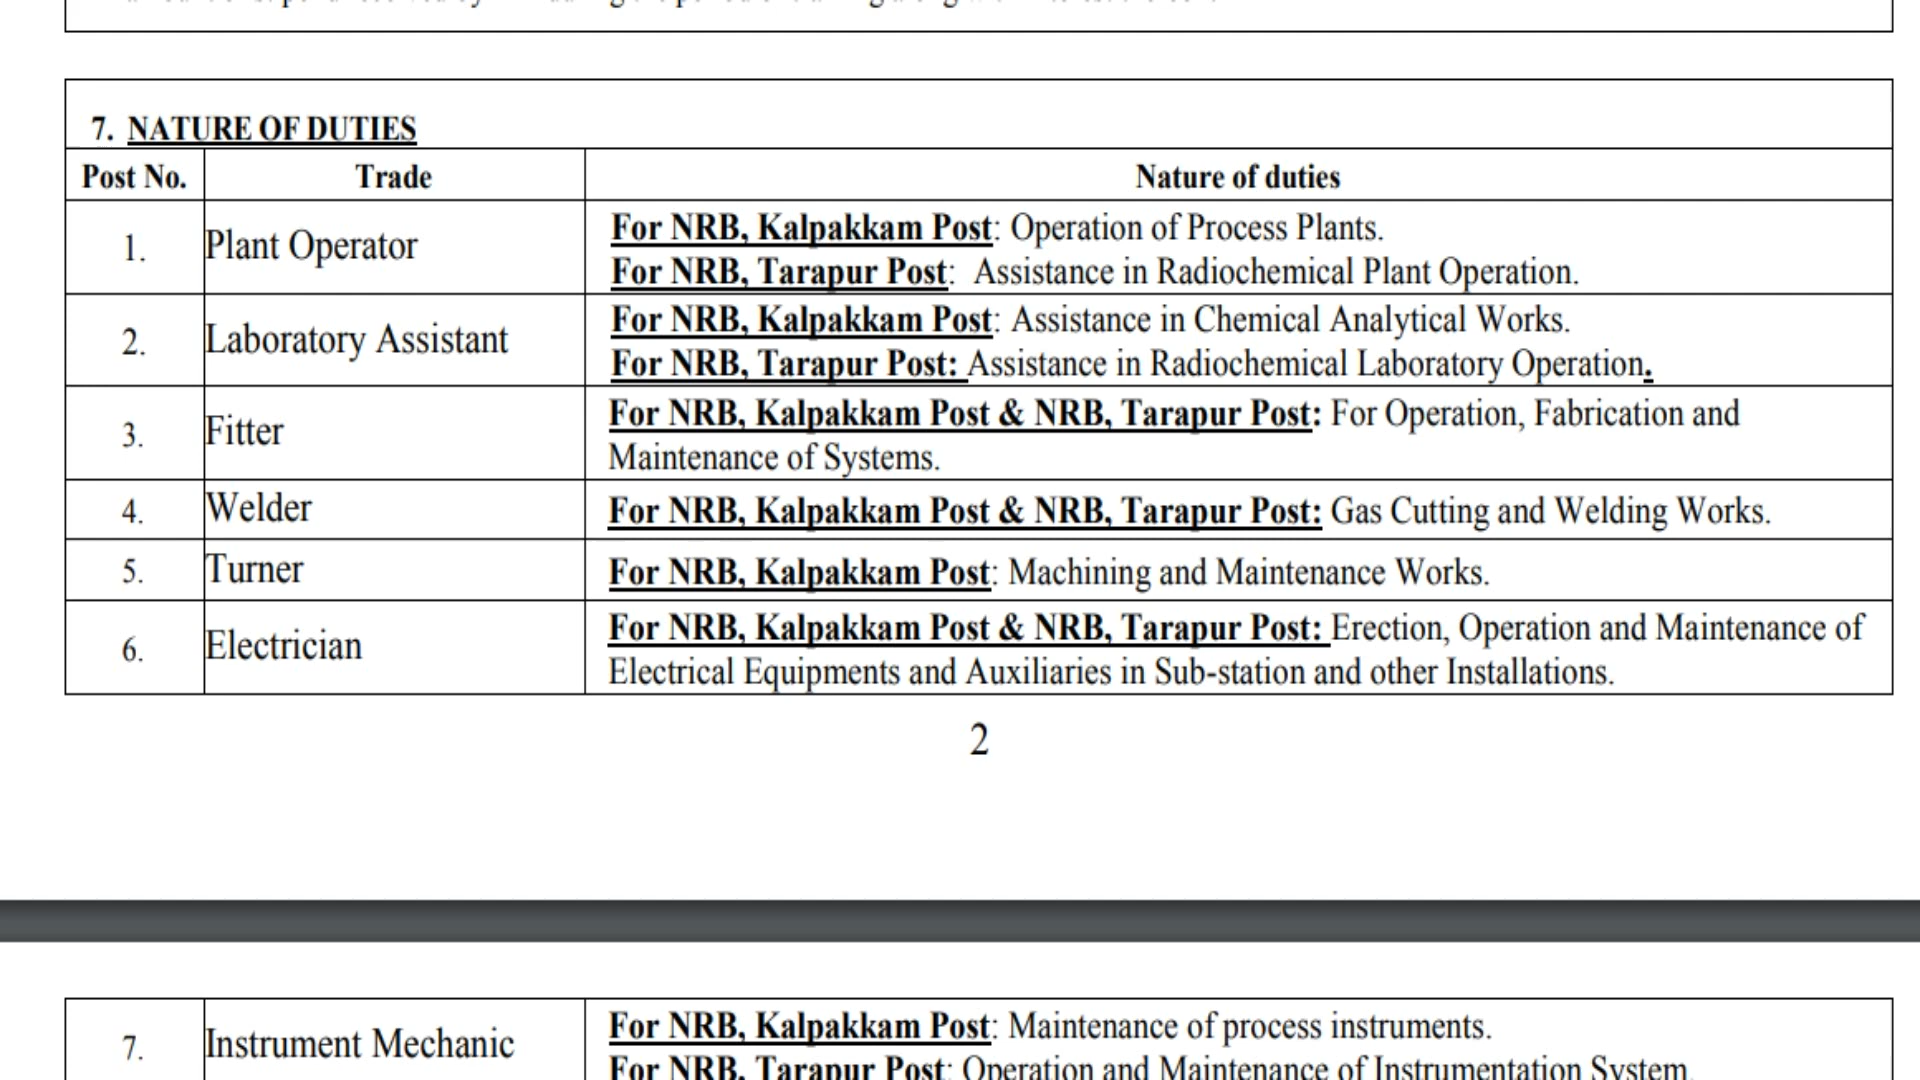 7. NATURE OF DUTIES
Post No. Trade Nature of duties
1. Plant Operator For NRB, Kalpakkam Post: Operation of Process Plants.
For NRB, Tarapur Post: Assistance in Radiochemical Plant Operation.
2. Laboratory Assistant For NRB, Kalpakkam Post: Assistance in Chemical Analytical Works.
For NRB, Tarapur Post: Assistance in Radiochemical Laboratory Operation.
3. Fitter For NRB, Kalpakkam Post & NRB, Tarapur Post: For Operation, Fabrication and
Maintenance of Systems.
4. Welder For NRB, Kalpakkam Post & NRB, Tarapur Post: Gas Cutting and Welding Works.
5. Turner For NRB, Kalpakkam Post: Machining and Maintenance Works.
6. Electrician For NRB, Kalpakkam Post & NRB, Tarapur Post: Erection, Operation and Maintenance of
Electrical Equipments and Auxiliaries in Sub-station and other Installations.
2
7. Instrument Mechanic For NRB, Kalpakkam Post: Maintenance of process instruments.
For NRB, Tarapur Post: Operation and Maintenance of Instrumentation System.